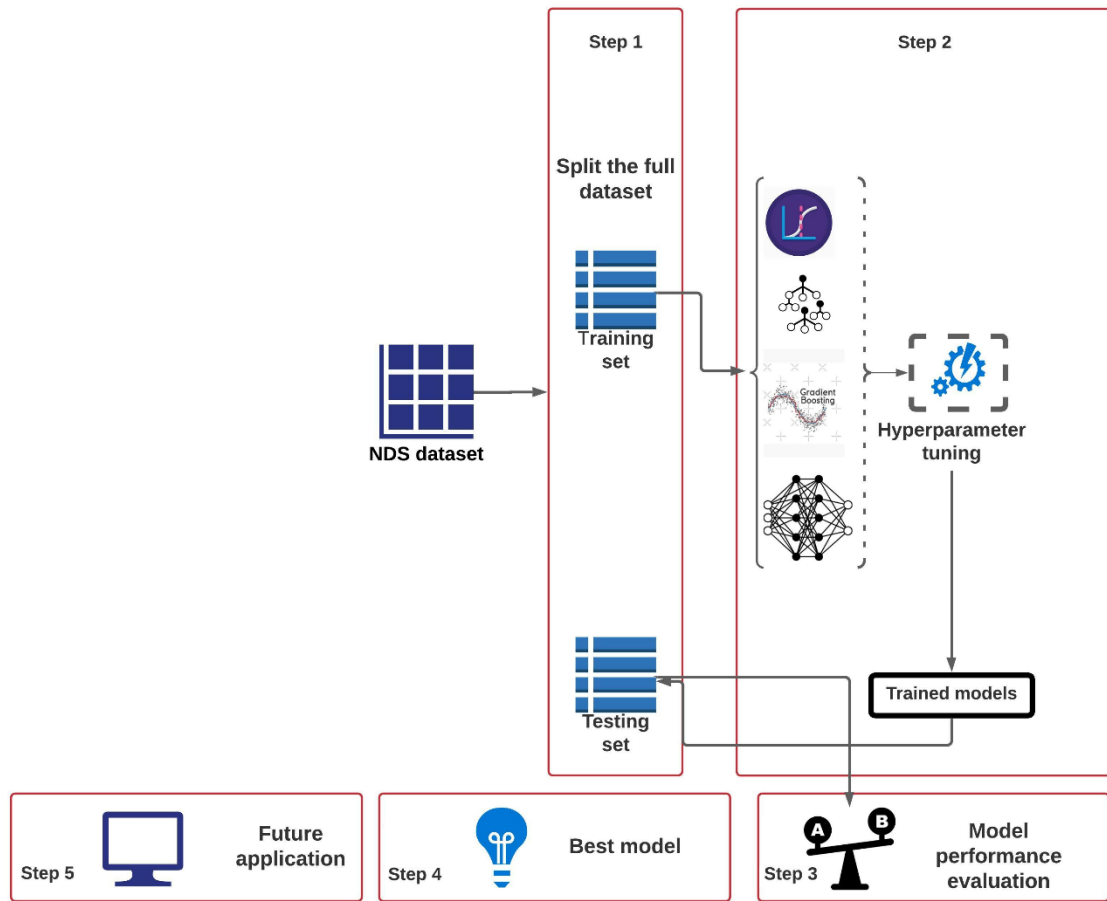 Step 1
Step 2
Split the full
dataset
Training
set
NDS dataset
Gradient
Boosting
Hyperparameter
tuning
Trained models
Testing
set
Step 5
Future
application
Step 4
Best model
Step 3
A
B
Model
performance
evaluation